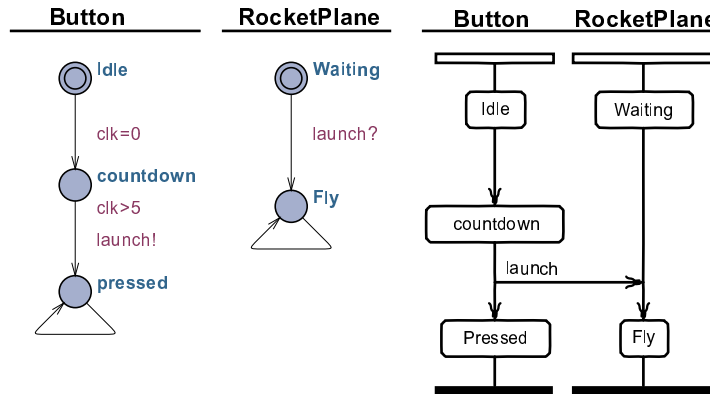 Button
Idle
clk=0
countdown
clk>5
launch!
pressed
RocketPlane
Waiting
launch?
Fly
Button
RocketPlane
Idle
Waiting
countdown
launch
Pressed
Fly